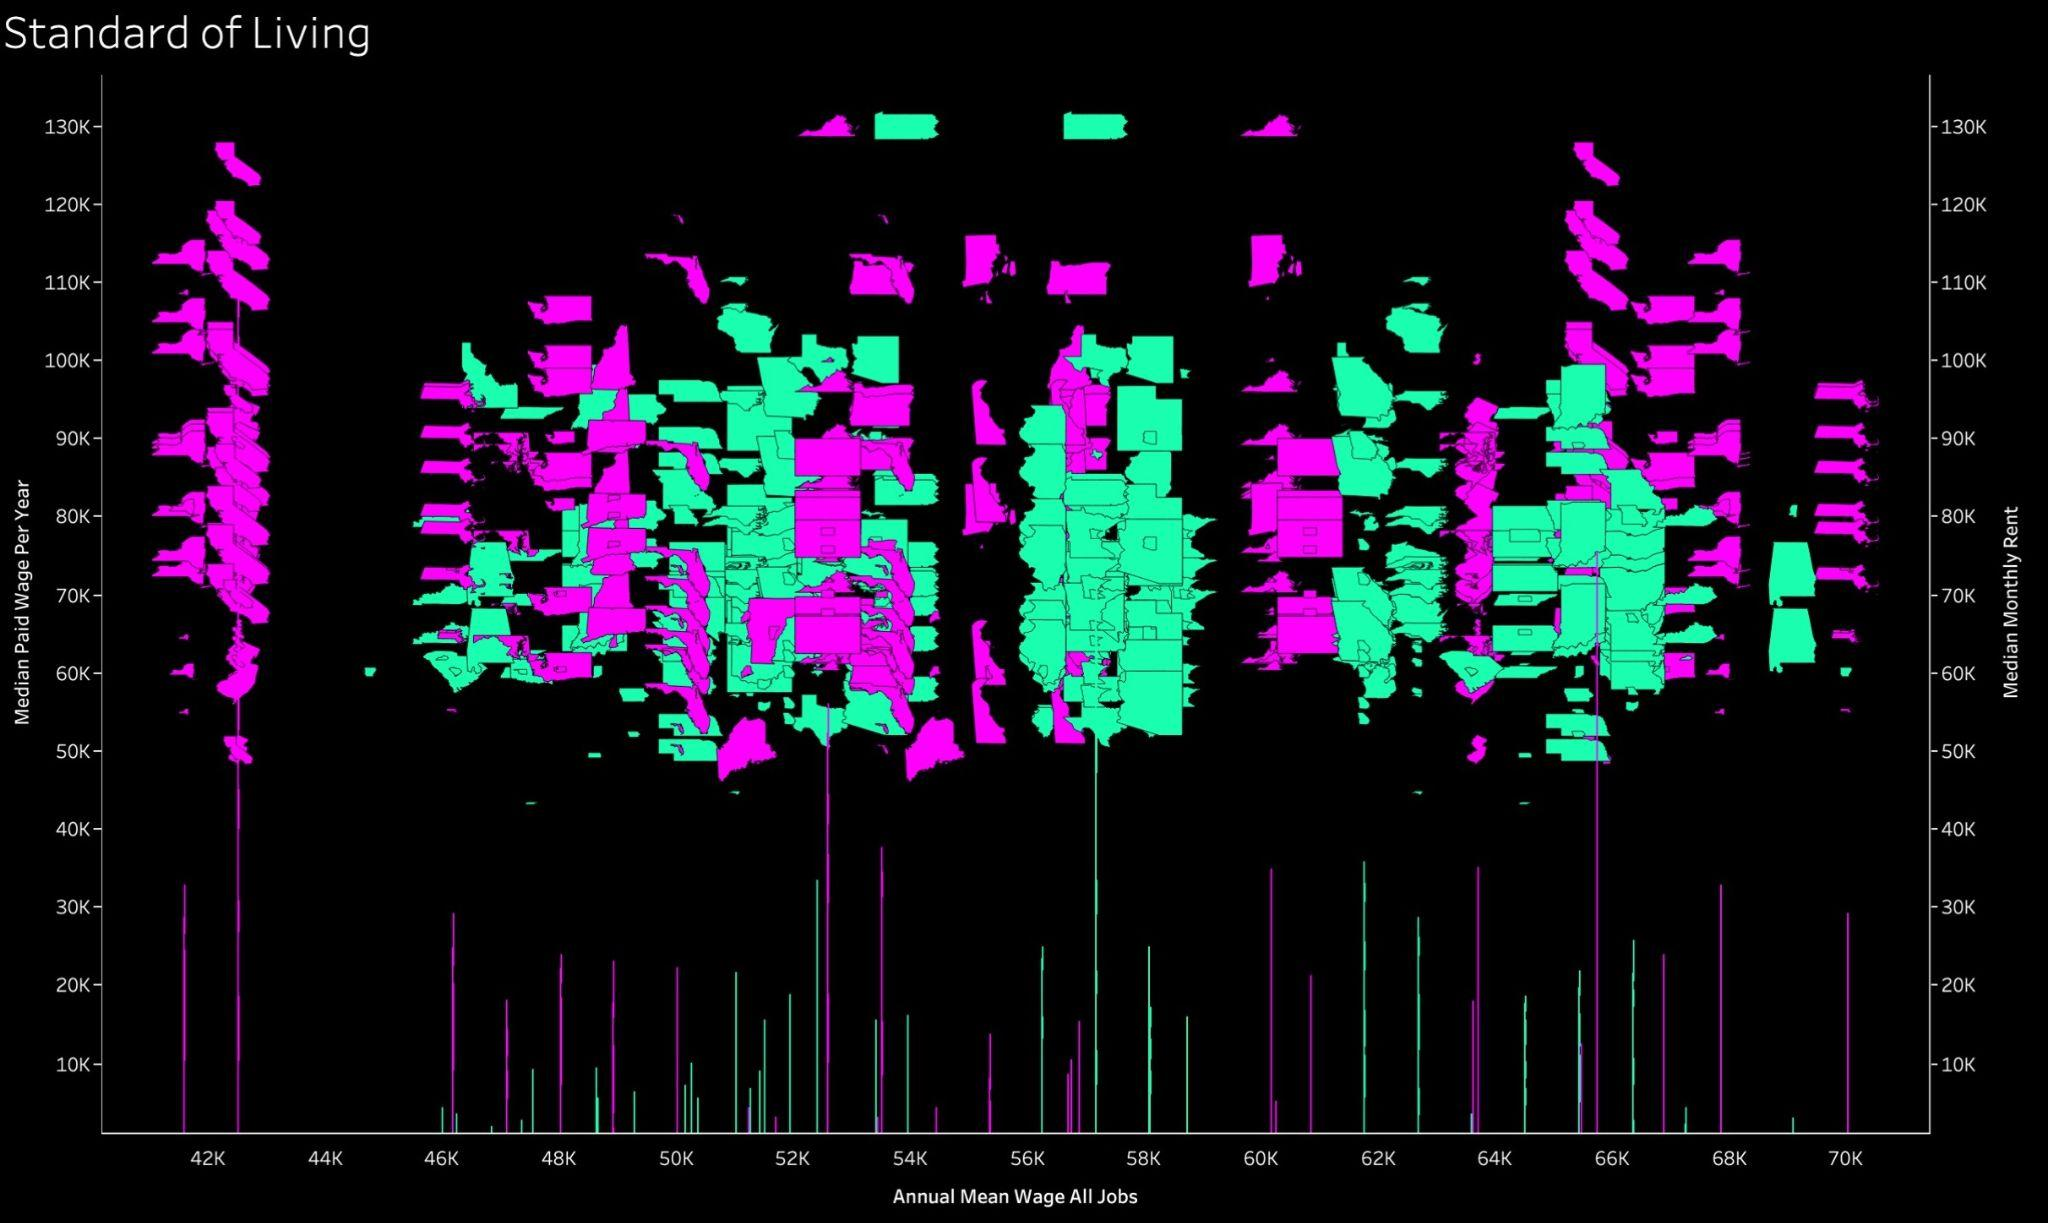 Standard of Living
130K
120K
110K
100K
90K
80K
70K
60K
50K
40K
30K
20K
10K
Median Paid Wage Per Year
130K
120K
110K
100K
90K
80K
70K
60K
50K
40K
30K
20K
10K
Median Monthly Rent
42K 44K 46K 48K 50K 52K 54K 56K 58K 60K 62K 64K 66K 68K 70K
Annual Mean Wage All Jobs